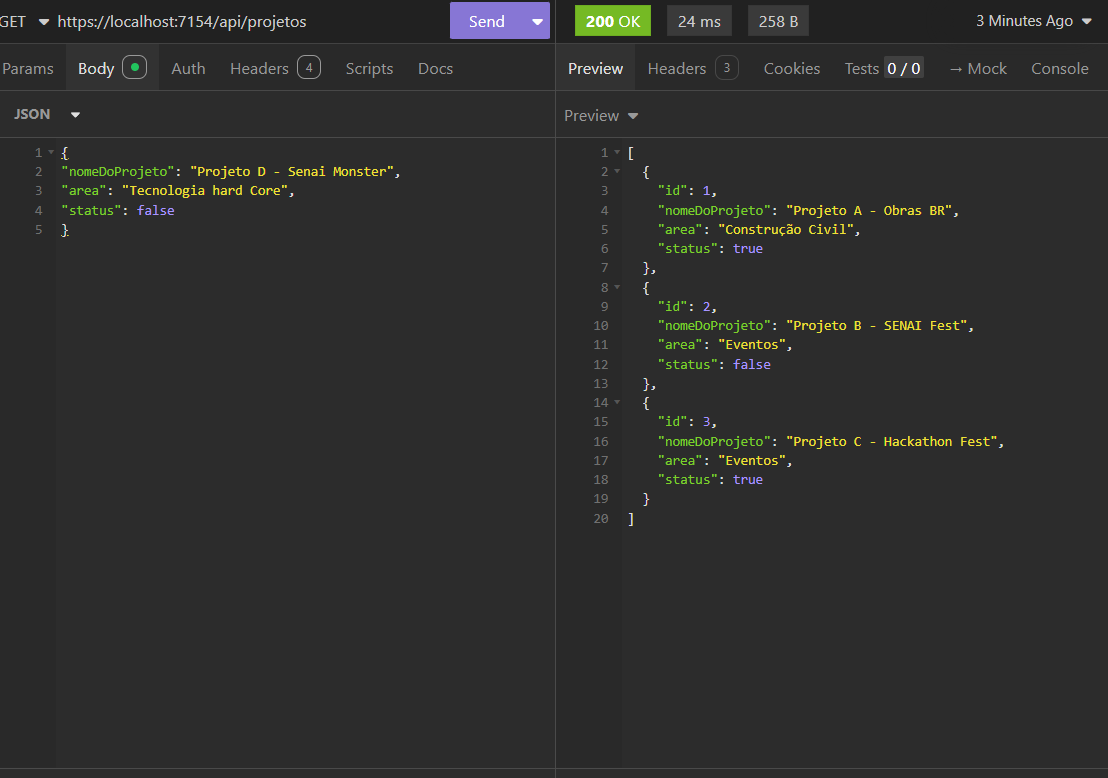 GET https://localhost:7154/api/projetos Send 200 OK 24 ms 258 B 3 Minutes Ago
Params Body Auth Headers 4 Scripts Docs Preview Headers 3 Cookies Tests 0 / 0 → Mock Console
JSON
1 {
2 "nomeDoProjeto": "Projeto D - Senai Monster",
3 "area": "Tecnologia hard Core",
4 "status": false
5 }
Preview
1 [
2 {
3 "id": 1,
4 "nomeDoProjeto": "Projeto A - Obras BR",
5 "area": "Construção Civil",
6 "status": true
7 },
8 {
9 "id": 2,
10 "nomeDoProjeto": "Projeto B - SENAI Fest",
11 "area": "Eventos",
12 "status": false
13 },
14 {
15 "id": 3,
16 "nomeDoProjeto": "Projeto C - Hackathon Fest",
17 "area": "Eventos",
18 "status": true
19 }
20 ]